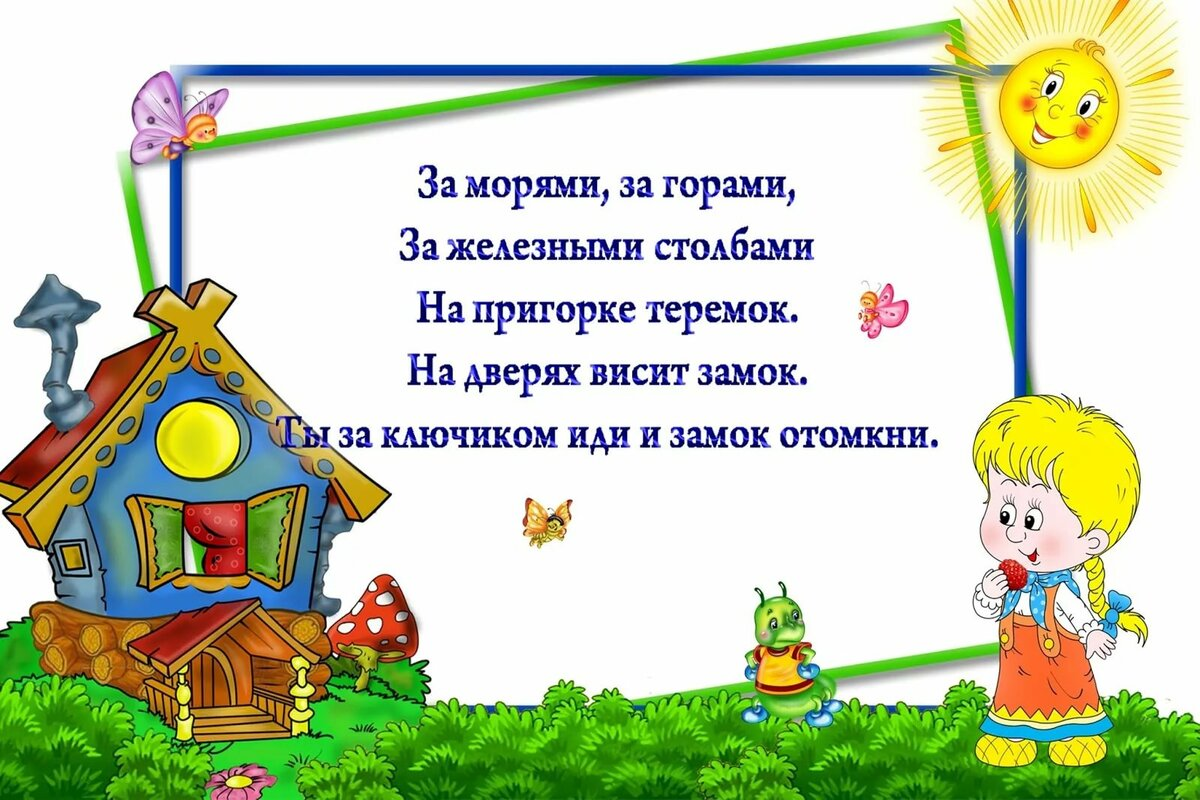 За морями, за горами,
За железными столбами
На пригорке теремок.
На дверях висит замок.
Ты за ключиком иди и замок отомкни.